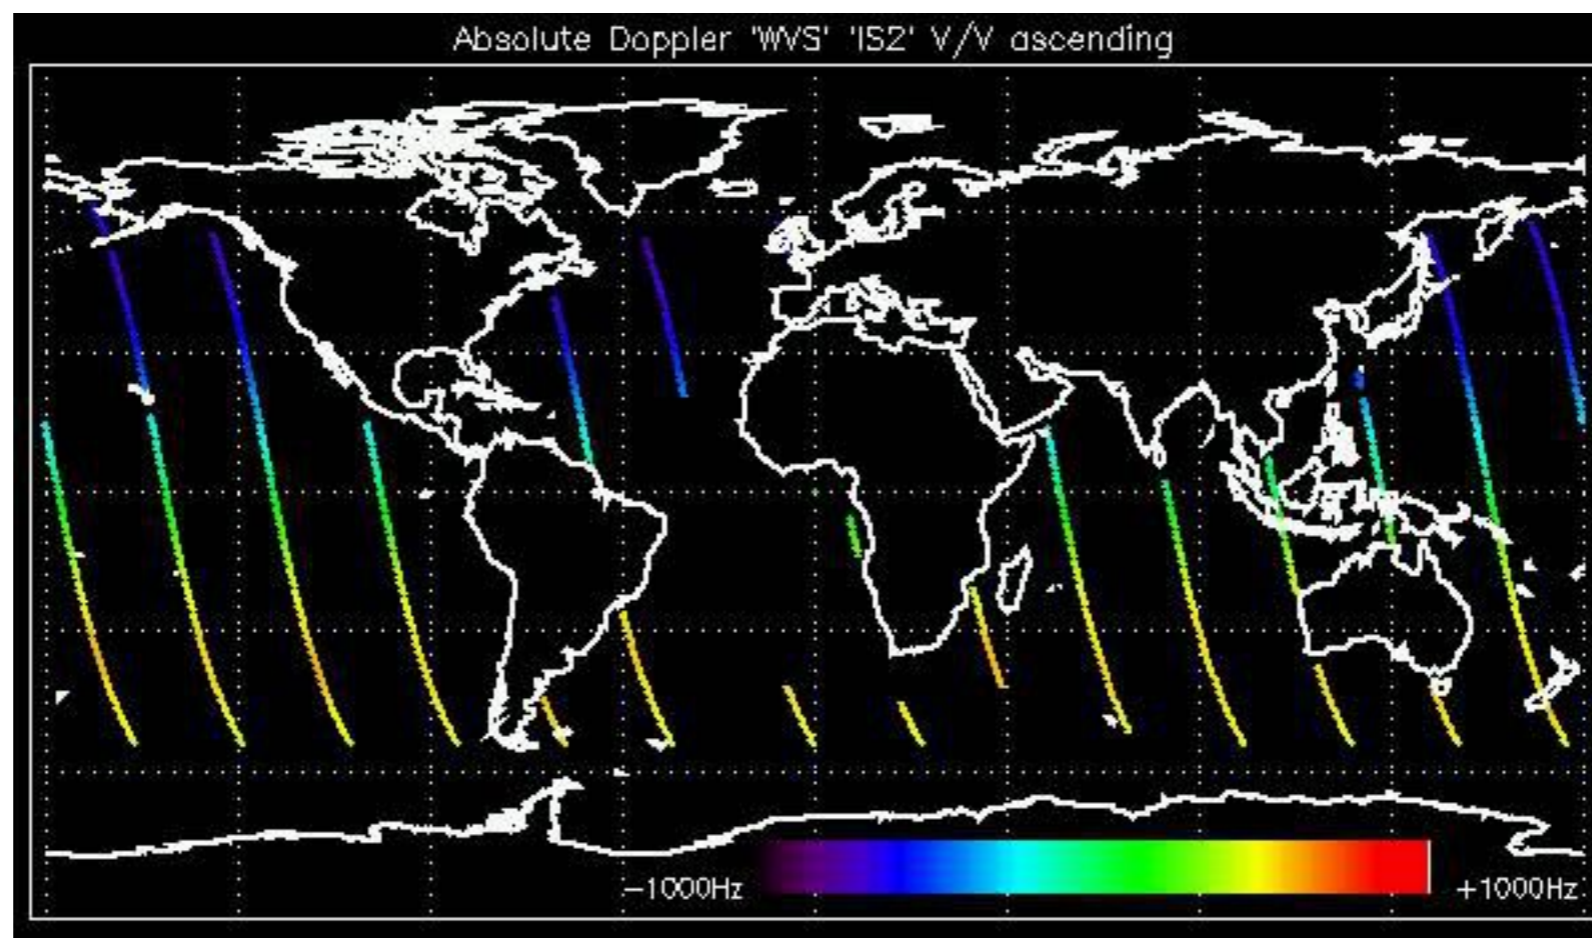 Absolute Doppler 'WVS' 'IS2' V/V ascending
−1000Hz
+1000Hz